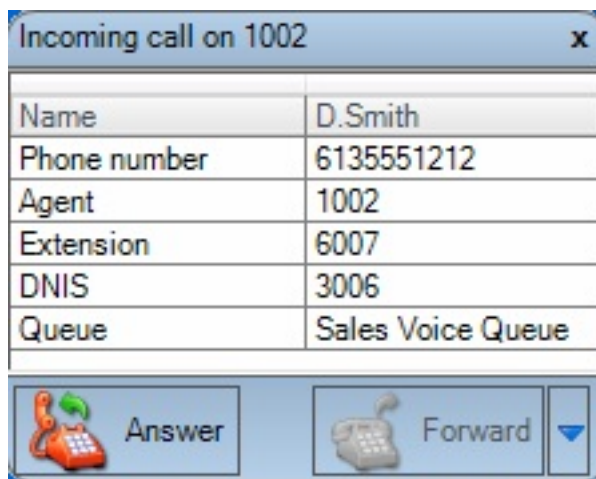 Incoming call on 1002 x
Name D.Smith
Phone number 6135551212
Agent 1002
Extension 6007
DNIS 3006
Queue Sales Voice Queue
Answer Forward